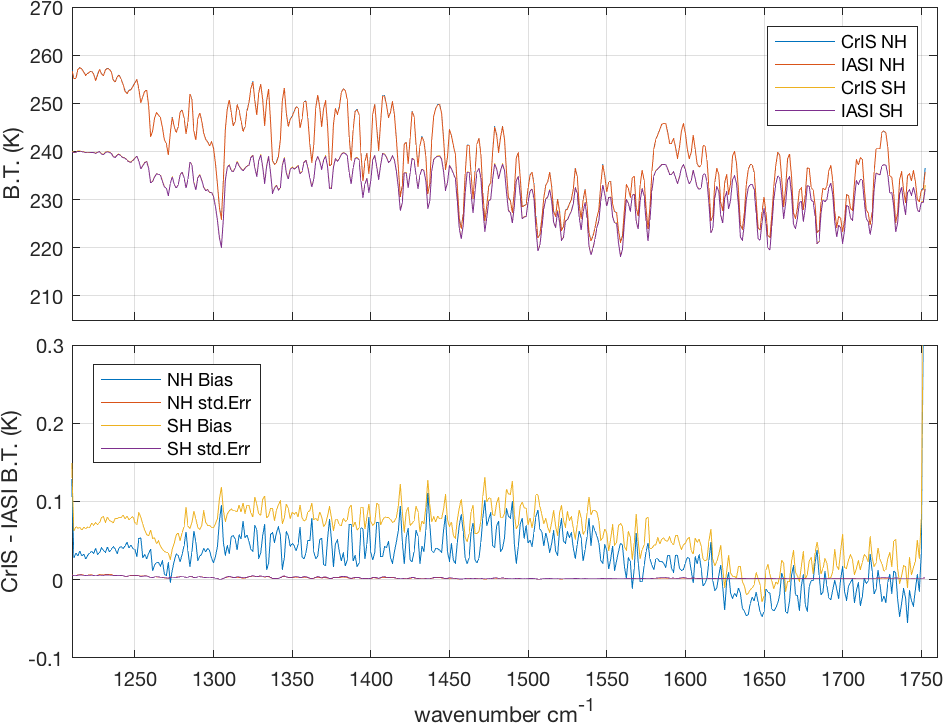 270
260
250
240
230
220
210
B.T. (K)
CrIS NH
IASI NH
CrIS SH
IASI SH
0.3
0.2
0.1
0
-0.1
CrIS - IASI B.T. (K)
NH Bias
NH std.Err
SH Bias
SH std.Err
1250 1300 1350 1400 1450 1500 1550 1600 1650 1700 1750
wavenumber cm-1